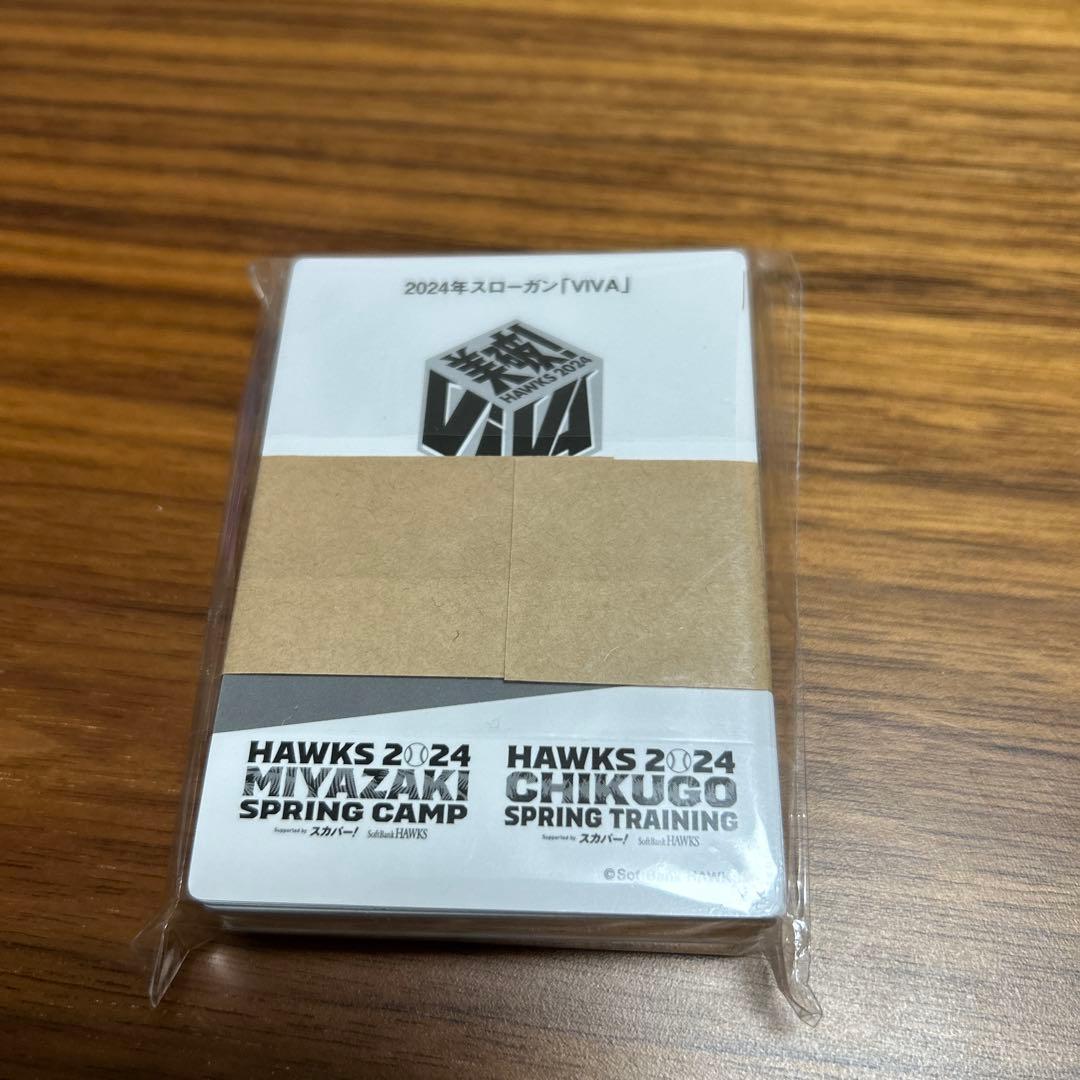 2024年スローガン「VIVA」
美破!
HAWKS 2024
ViVA
HAWKS 2024
MIYAZAKI
SPRING CAMP
Supported by スカパー! SoftBank HAWKS
HAWKS 2024
CHIKUGO
SPRING TRAINING
Supported by スカパー! SoftBank HAWKS
©SoftBank HAWKS